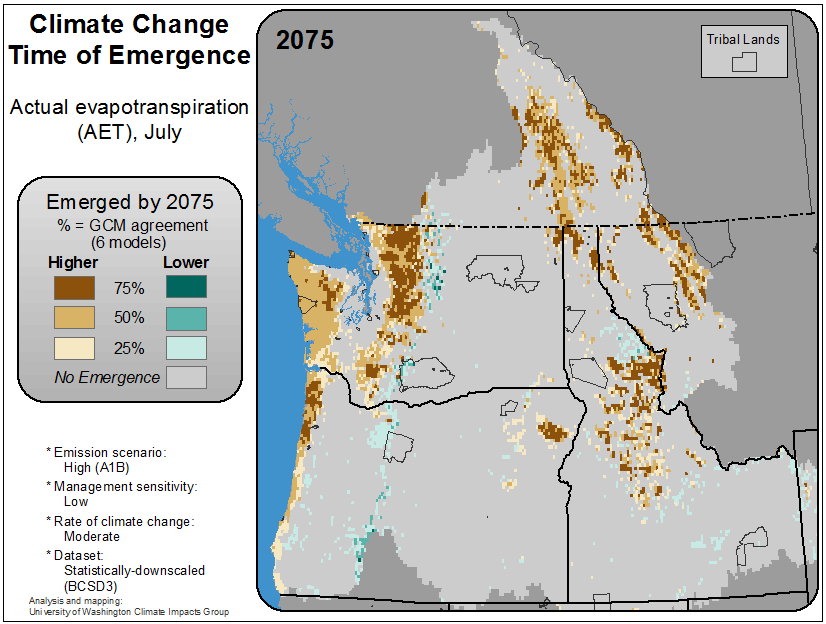 Climate Change
Time of Emergence
Actual evapotranspiration
(AET), July
Emerged by 2075
% = GCM agreement
(6 models)
Higher Lower
75%
50%
25%
No Emergence
* Emission scenario:
High (A1B)
* Management sensitivity:
Low
* Rate of climate change:
Moderate
* Dataset:
Statistically-downscaled
(BCSD3)
Analysis and mapping:
University of Washington Climate Impacts Group
2075
Tribal Lands